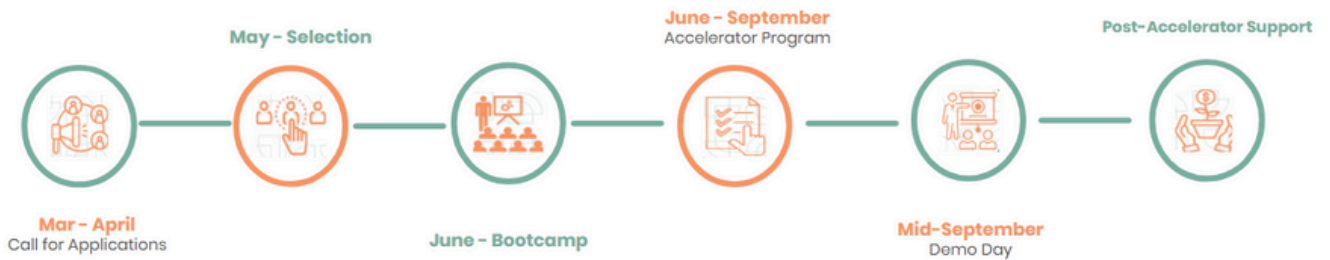 Mar - April
Call for Applications
May - Selection
June - Bootcamp
June - September
Accelerator Program
Mid-September
Demo Day
Post-Accelerator Support